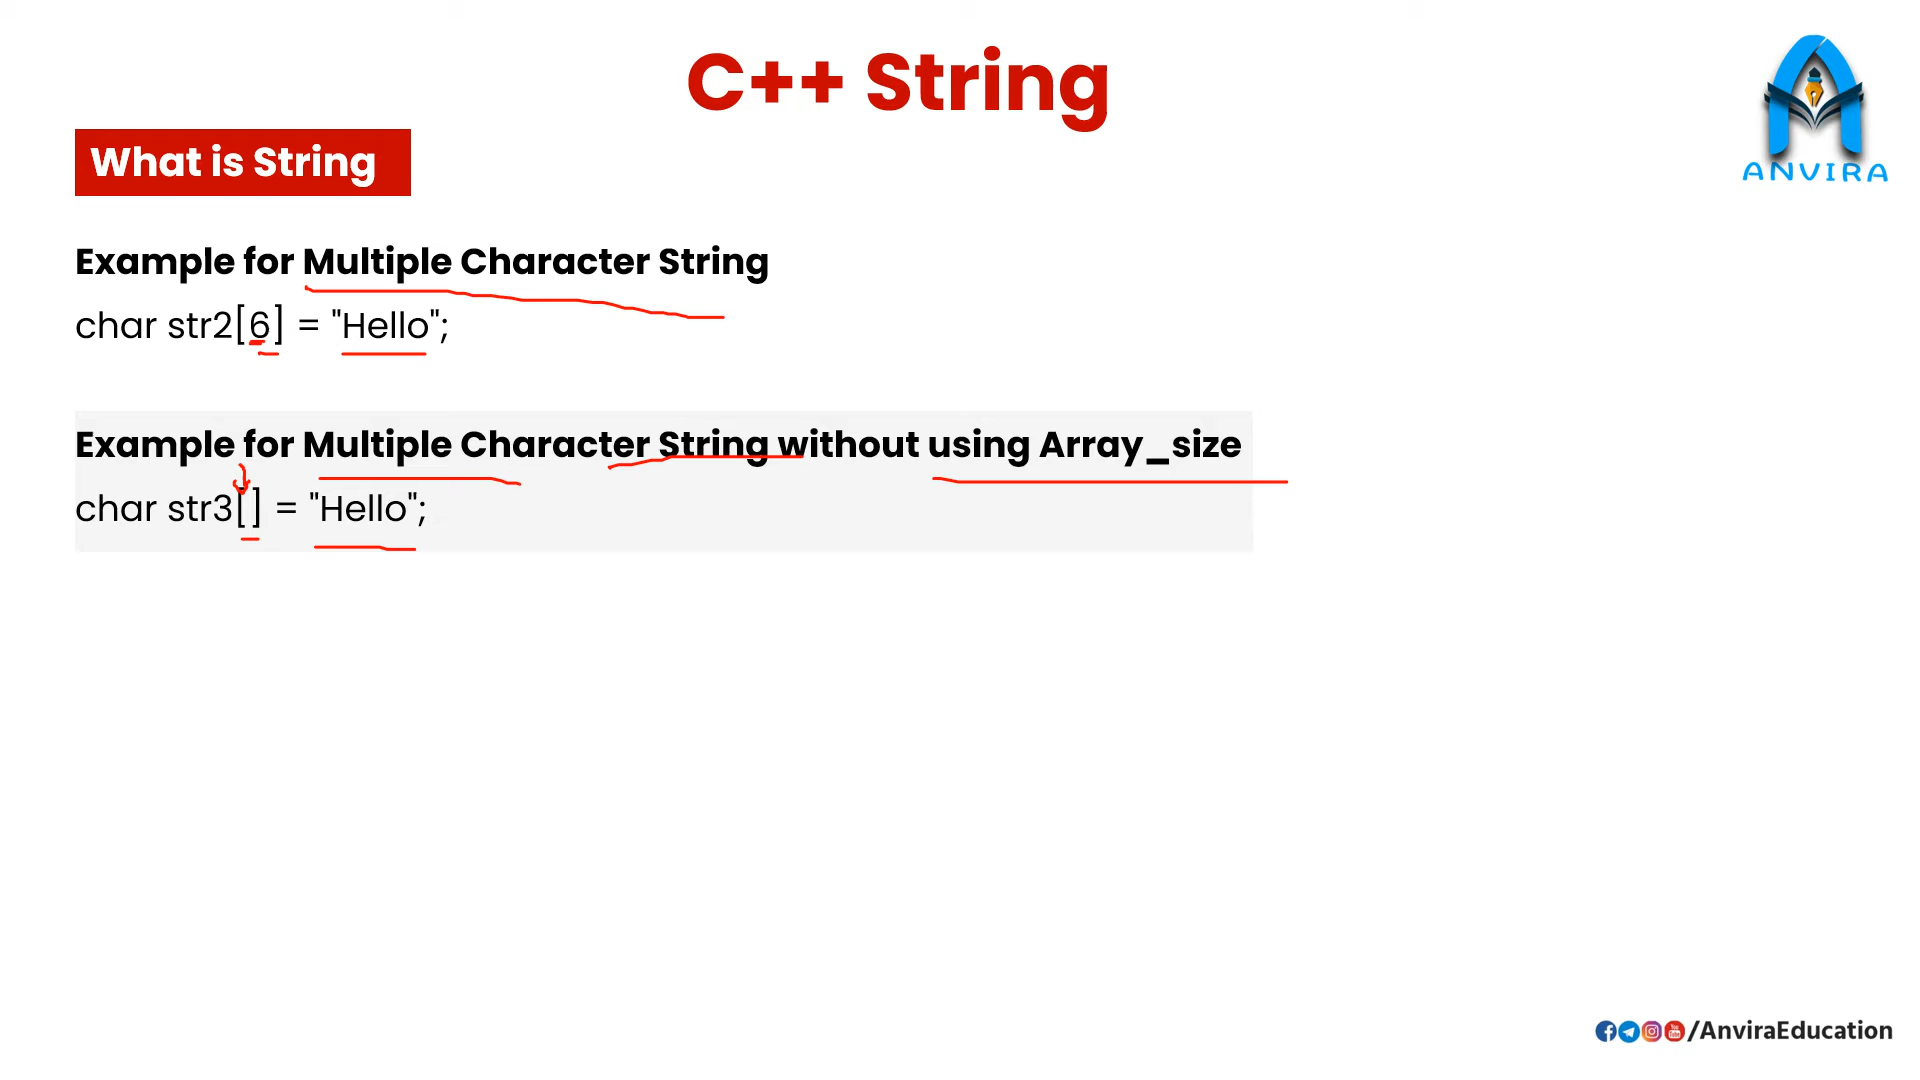 C++ String
ANVIRA
What is String
Example for Multiple Character String
char str2[6] = "Hello";
Example for Multiple Character String without using Array_size
char str3[] = "Hello";
/AnviraEducation